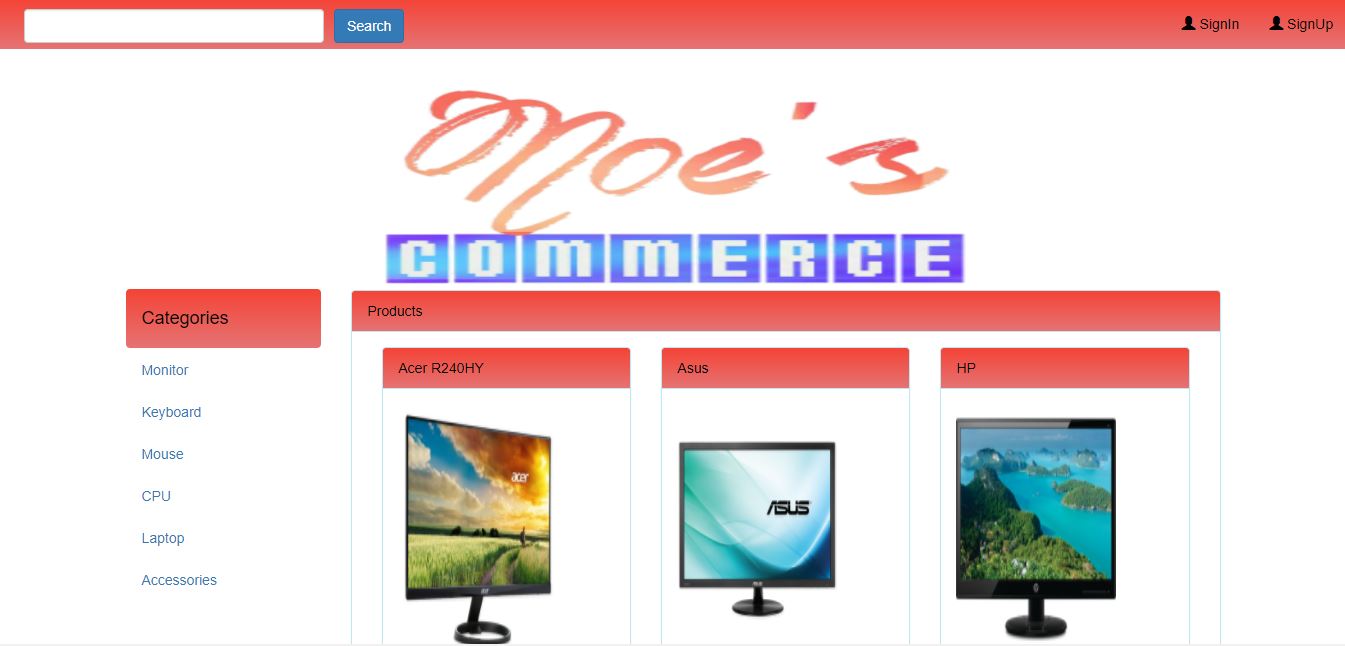 Search SignIn SignUp
Moe's
COMMERCE
Categories
Products
Monitor
Keyboard
Mouse
CPU
Laptop
Accessories
Acer R240HY Asus HP
acer
ASUS